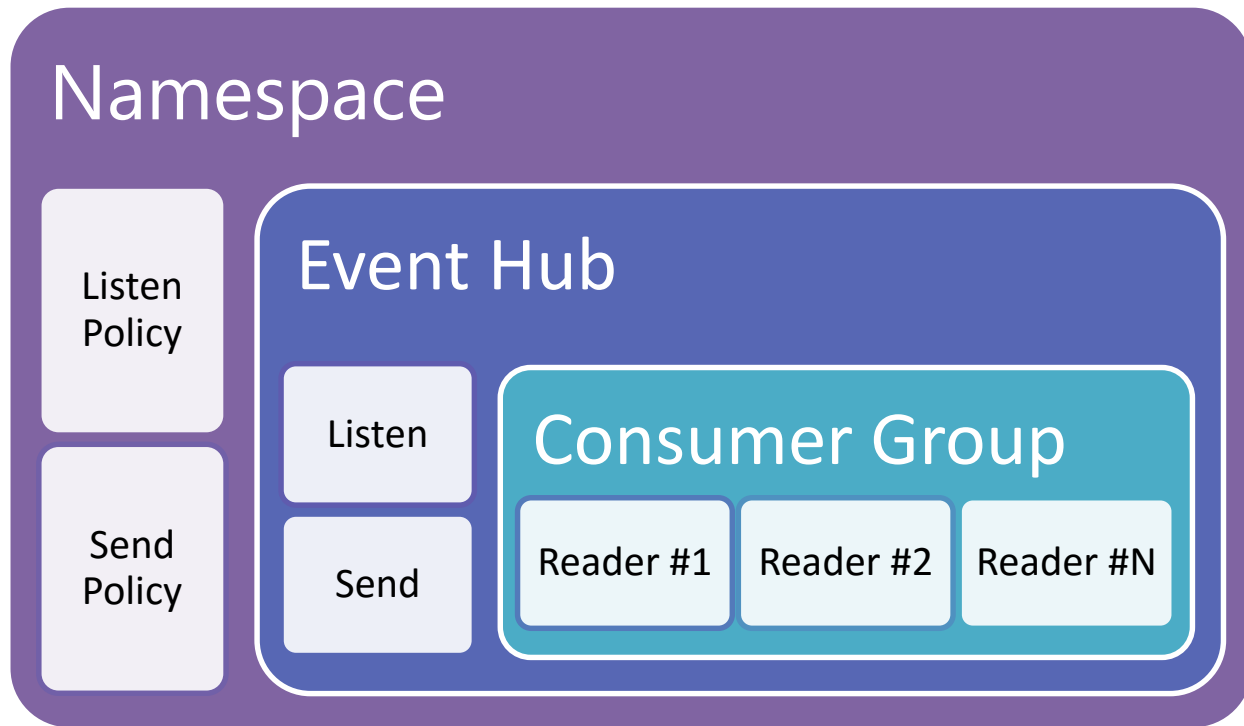 Namespace
Listen
Policy
Send
Policy
Event Hub
Listen
Send
Consumer Group
Reader #1
Reader #2
Reader #N